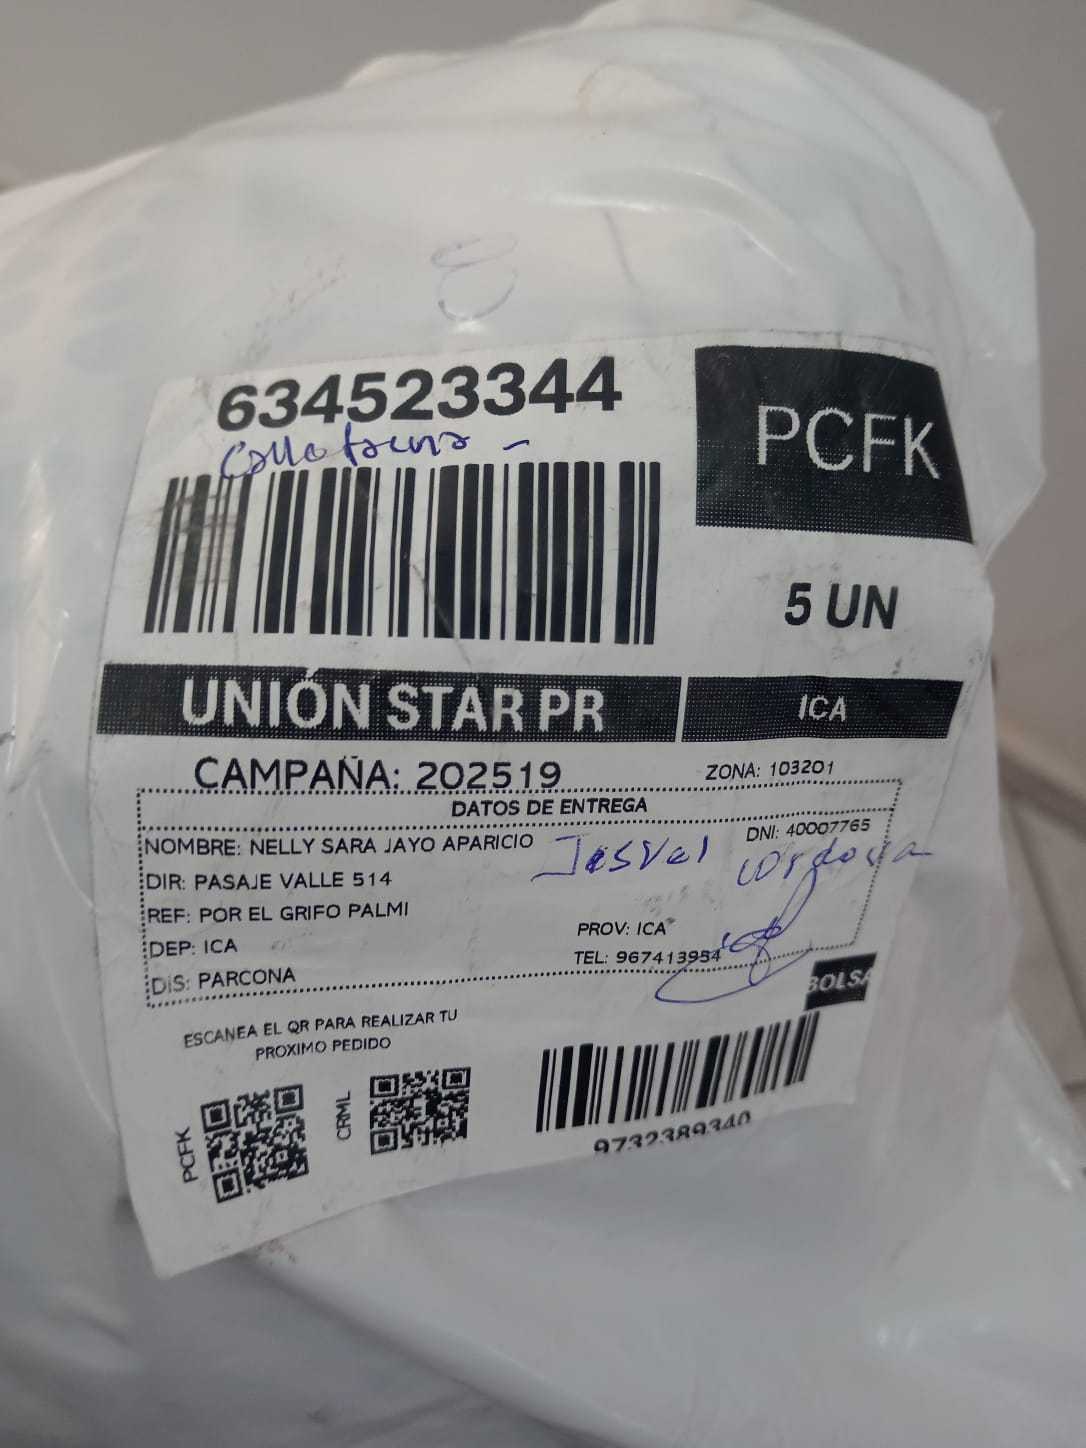 634523344
PCFK
5 UN
UNIÓN STAR PR
ICA
CAMPAÑA: 202519
ZONA: 103201
DATOS DE ENTREGA
NOMBRE: NELLY SARA JAYO APARICIO
DNI: 40007765
Cordova
DIR: PASAJE VALLE 514
REF: POR EL GRIFO PALMI
PROV: ICA
DEP: ICA
TEL: 967413954
DIS: PARCONA
BOLSA
ESCANEA EL QR PARA REALIZAR TU
PROXIMO PEDIDO
PCFK
CRML
9732389340